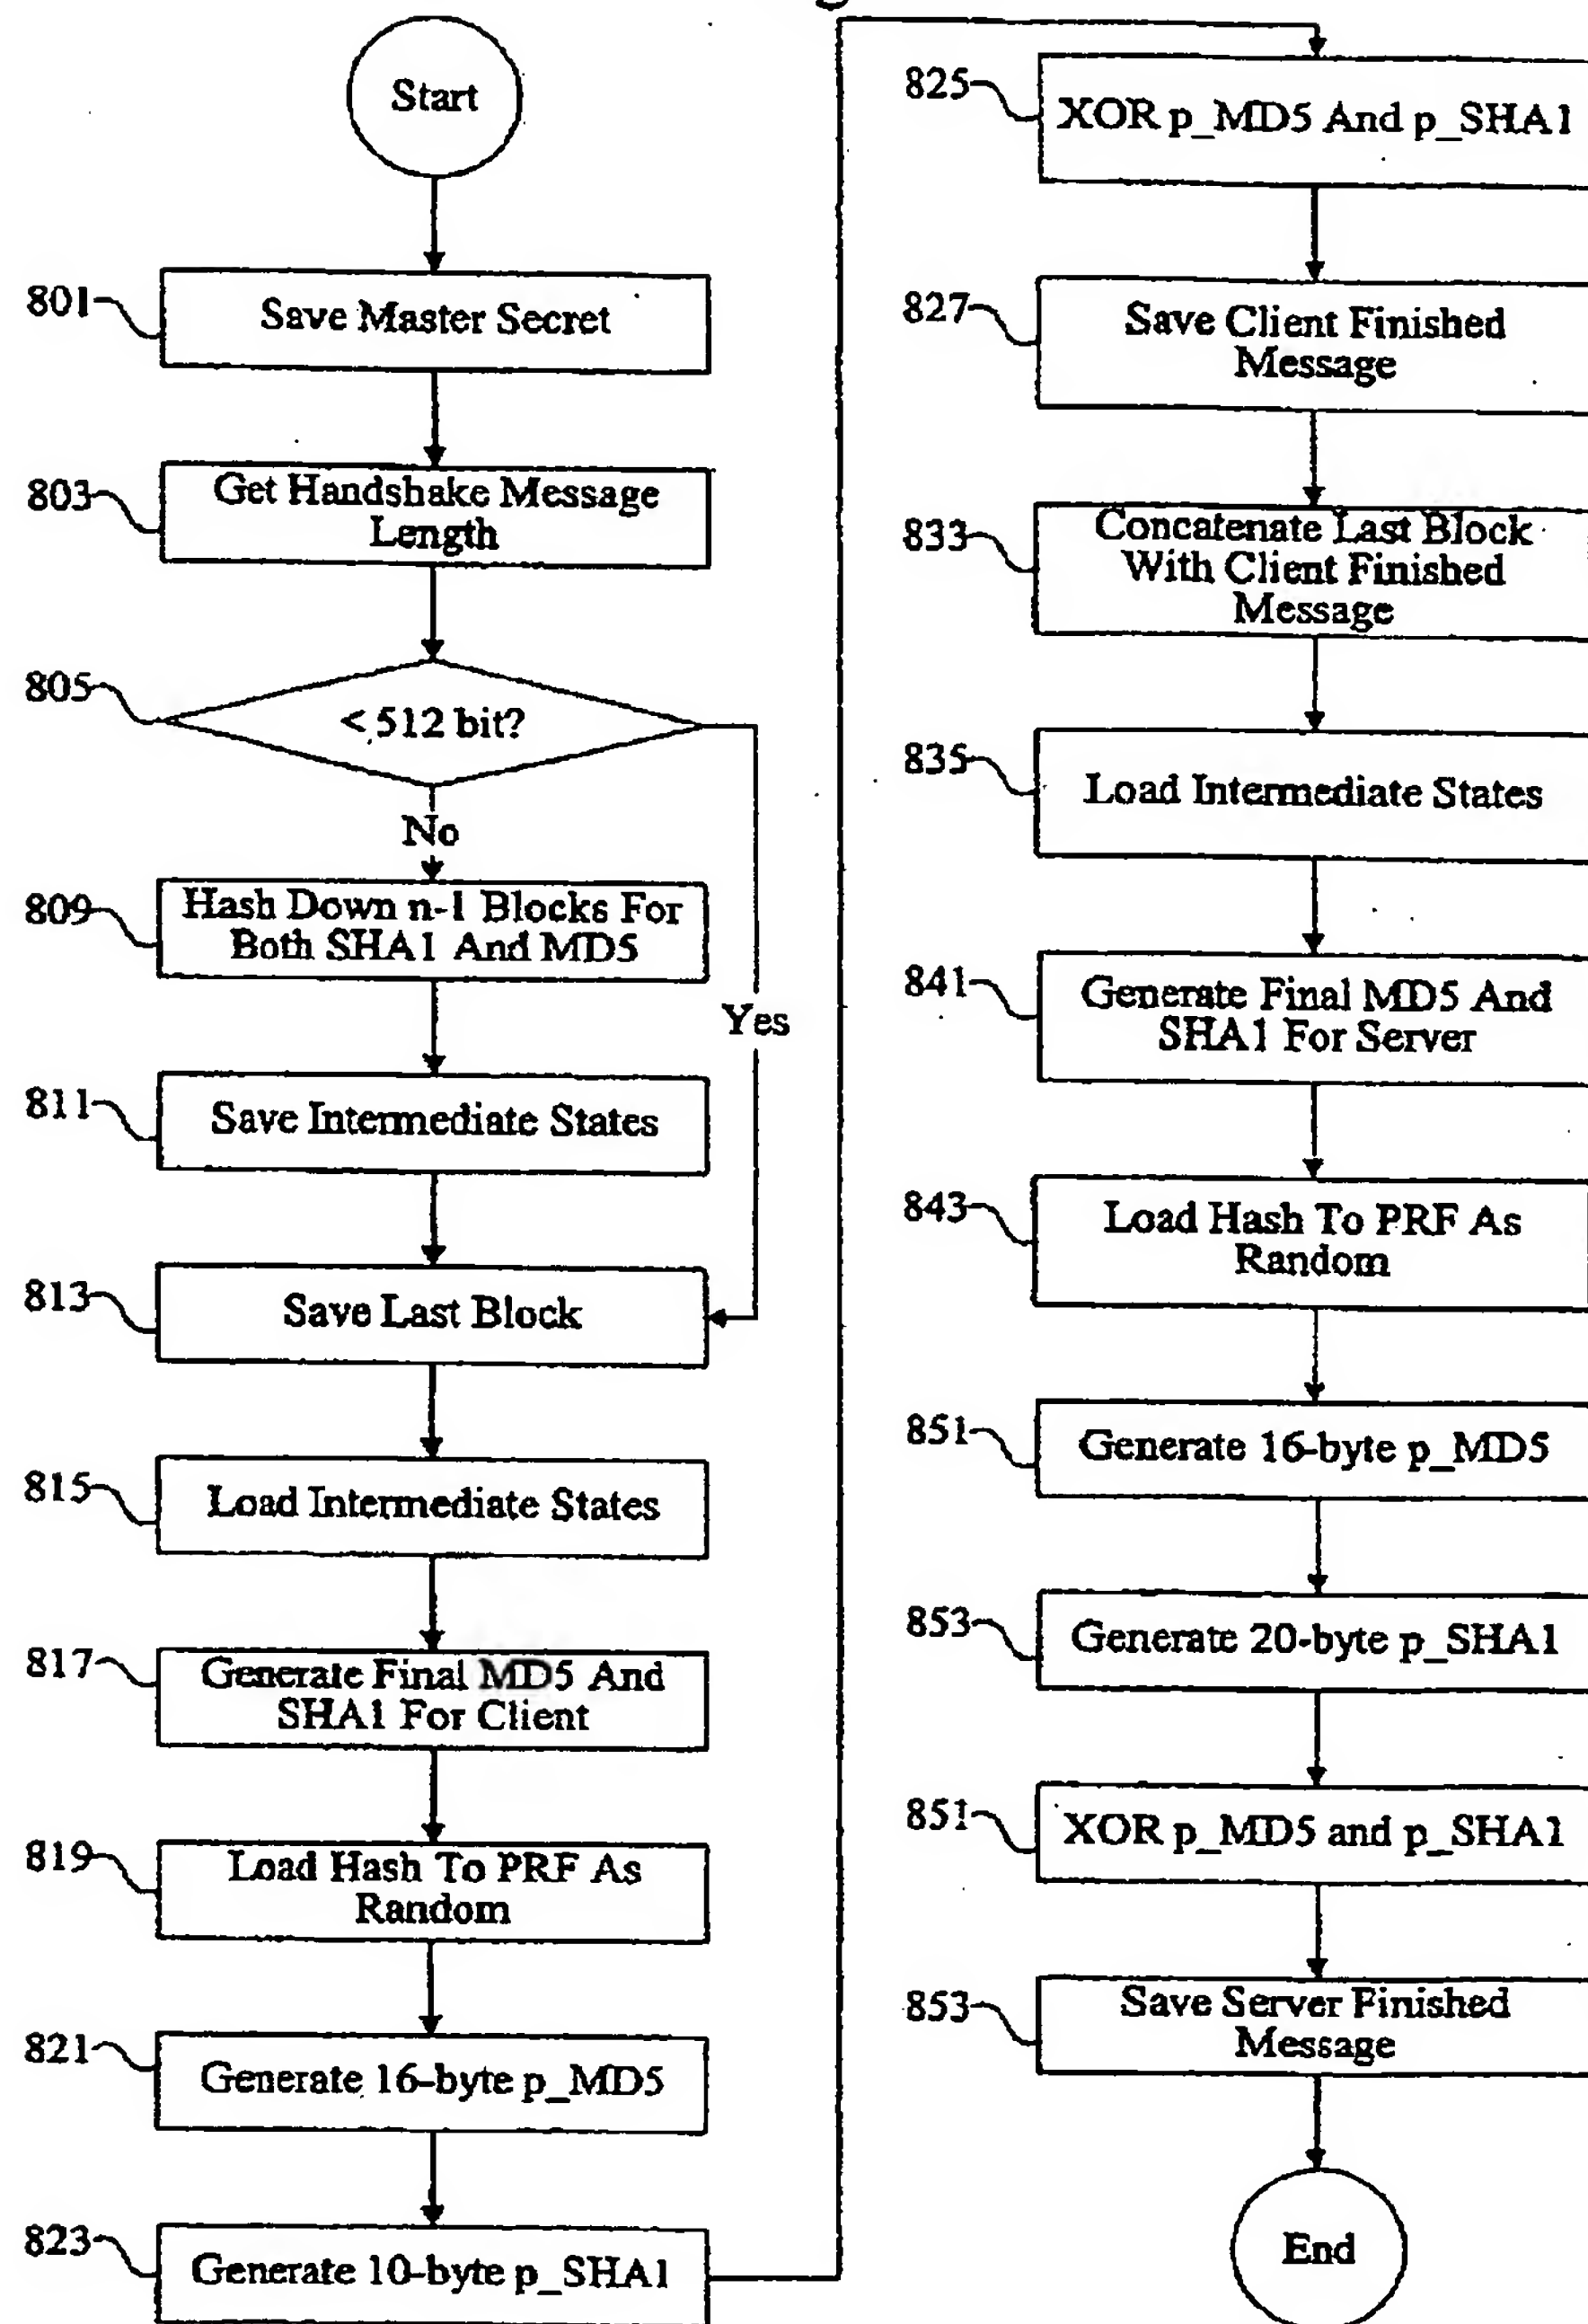 Start
801
Save Master Secret
803
Get Handshake Message
Length
805
< 512 bit?
No
Yes
809
Hash Down n-1 Blocks For
Both SHA1 And MD5
811
Save Intermediate States
813
Save Last Block
815
Load Intermediate States
817
Generate Final MD5 And
SHA1 For Client
819
Load Hash To PRF As
Random
821
Generate 16-byte p_MD5
823
Generate 10-byte p_SHA1
825
XOR p_MD5 And p_SHA1
827
Save Client Finished
Message
833
Concatenate Last Block
With Client Finished
Message
835
Load Intermediate States
841
Generate Final MD5 And
SHA1 For Server
843
Load Hash To PRF As
Random
851
Generate 16-byte p_MD5
853
Generate 20-byte p_SHA1
851
XOR p_MD5 and p_SHA1
853
Save Server Finished
Message
End